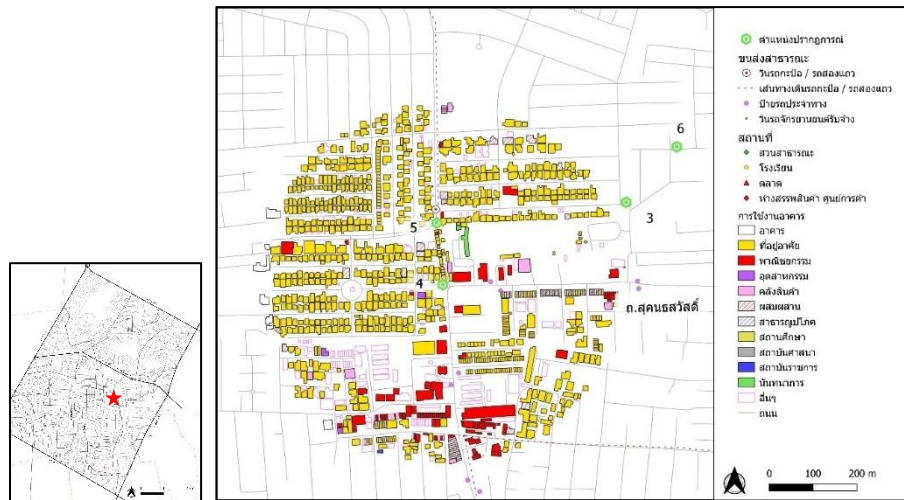 6
3
5
4
ถ.สุคนธสวัสดิ์
ตำแหน่งปรากฏการณ์
ขนส่งสาธารณะ
วินรถกะป๊อ / รถสองแถว
เส้นทางเดินรถกะป๊อ / รถสองแถว
ป้ายรถประจำทาง
วินรถจักรยานยนต์รับจ้าง
สถานที่
สวนสาธารณะ
โรงเรียน
ตลาด
ห้างสรรพสินค้า ศูนย์การค้า
การใช้งานอาคาร
อาคาร
ที่อยู่อาศัย
พาณิชยกรรม
อุตสาหกรรม
คลังสินค้า
ผสมผสาน
สาธารณูปโภค
สถานศึกษา
สถาบันศาสนา
สถาบันราชการ
นันทนาการ
อื่นๆ
ถนน
0 100 200 m